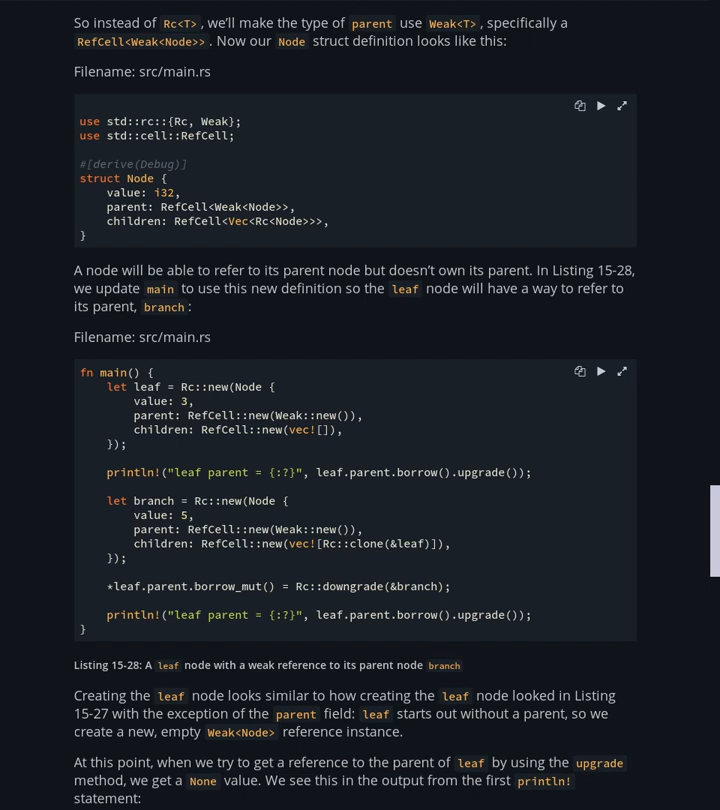 So instead of Rc<T>, we’ll make the type of parent use Weak<T>, specifically a
RefCell<Weak<Node>>. Now our Node struct definition looks like this:
Filename: src/main.rs
use std::rc::{Rc, Weak};
use std::cell::RefCell;
#[derive(Debug)]
struct Node {
    value: i32,
    parent: RefCell<Weak<Node>>,
    children: RefCell<Vec<Rc<Node>>>,
}
A node will be able to refer to its parent node but doesn’t own its parent. In Listing 15-28,
we update main to use this new definition so the leaf node will have a way to refer to
its parent, branch:
Filename: src/main.rs
fn main() {
    let leaf = Rc::new(Node {
        value: 3,
        parent: RefCell::new(Weak::new()),
        children: RefCell::new(vec![]),
    });
    println!("leaf parent = {:?}", leaf.parent.borrow().upgrade());
    let branch = Rc::new(Node {
        value: 5,
        parent: RefCell::new(Weak::new()),
        children: RefCell::new(vec![Rc::clone(&leaf)]),
    });
    *leaf.parent.borrow_mut() = Rc::downgrade(&branch);
    println!("leaf parent = {:?}", leaf.parent.borrow().upgrade());
}
Listing 15-28: A leaf node with a weak reference to its parent node branch
Creating the leaf node looks similar to how creating the leaf node looked in Listing
15-27 with the exception of the parent field: leaf starts out without a parent, so we
create a new, empty Weak<Node> reference instance.
At this point, when we try to get a reference to the parent of leaf by using the upgrade
method, we get a None value. We see this in the output from the first println!
statement: